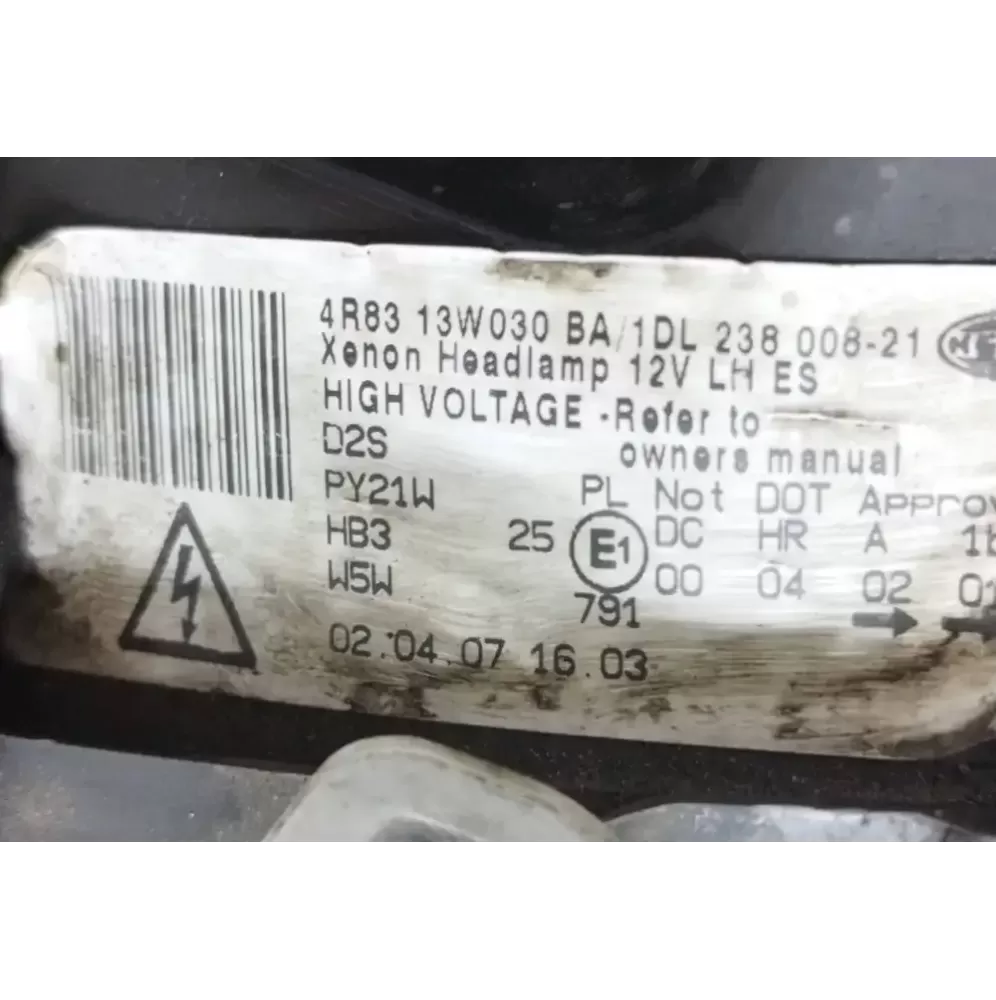 4R83 13W030 BA/1DL 238 008-21
Xenon Headlamp 12V LH ES
HIGH VOLTAGE -Refer to
owners manual
D2S
PY21W PL Not DOT
HB3 25 E1 DC HR A
W5W 00 04 02
791
02.04.07 16.03